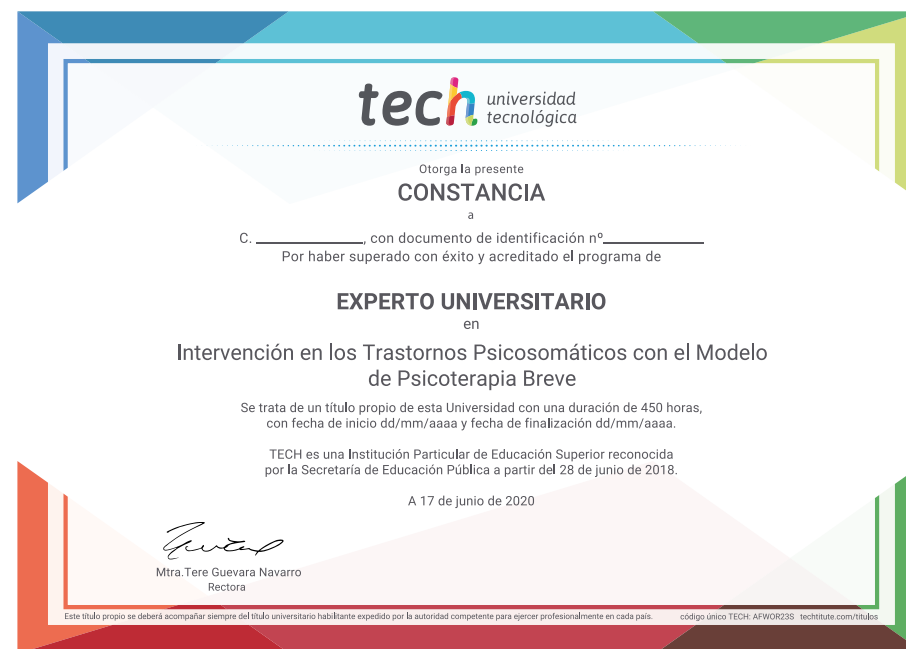 tech universidad
tecnológica
Otorga la presente
CONSTANCIA
a
C. ______________, con documento de identificación nº_____________
Por haber superado con éxito y acreditado el programa de
EXPERTO UNIVERSITARIO
en
Intervención en los Trastornos Psicosomáticos con el Modelo
de Psicoterapia Breve
Se trata de un título propio de esta Universidad con una duración de 450 horas,
con fecha de inicio dd/mm/aaaa y fecha de finalización dd/mm/aaaa.
TECH es una Institución Particular de Educación Superior reconocida
por la Secretaría de Educación Pública a partir del 28 de junio de 2018.
A 17 de junio de 2020
Mtra.Tere Guevara Navarro
Rectora
Este título propio se deberá acompañar siempre del título universitario habilitante expedido por la autoridad competente para ejercer profesionalmente en cada país. código único TECH: AFWOR23S techtitute.com/titulos